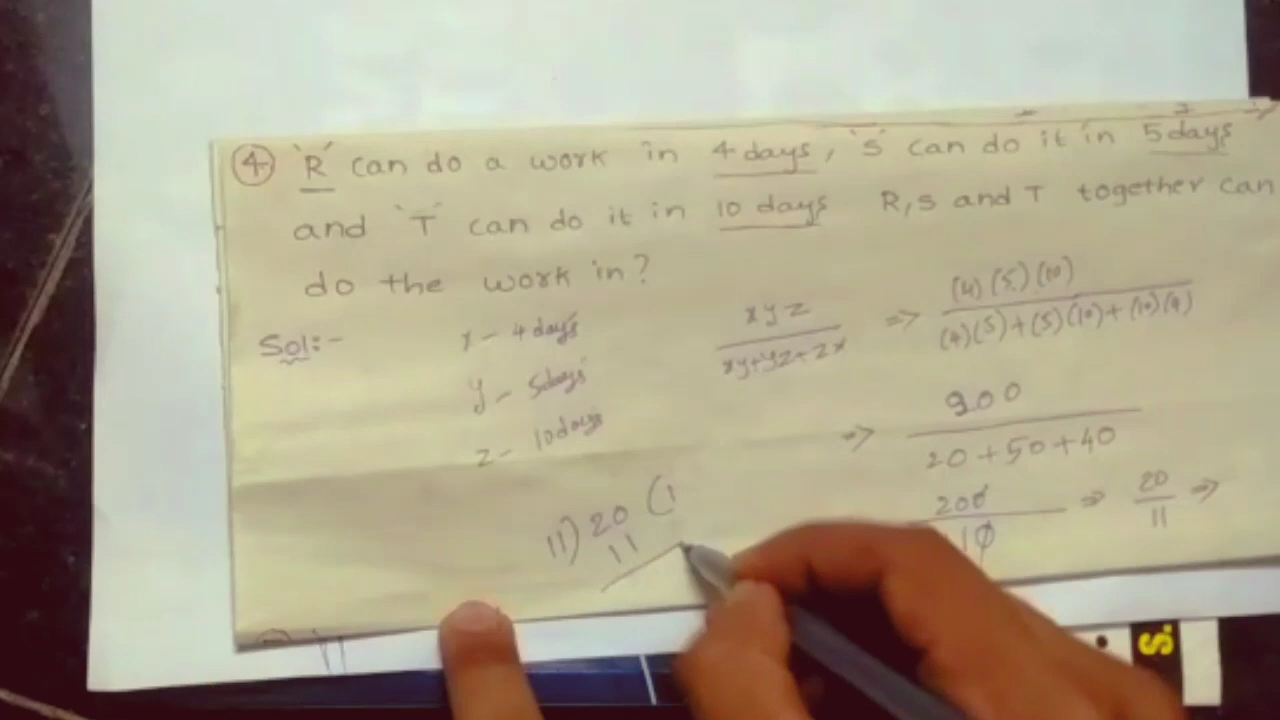 4 'R' can do a work in 4 days, 'S' can do it in 5 days
and 'T' can do it in 10 days R, S and T together can
do the work in?
Sol:-
x - 4 days
y - 5 days
z - 10 days
xyz
xy+yz+zx
=> (4)(5)(10)
(4)(5)+(5)(10)+(10)(4)
=> 200
20+50+40
200 => 20 =>
110 11
11) 20 (1
11
S.